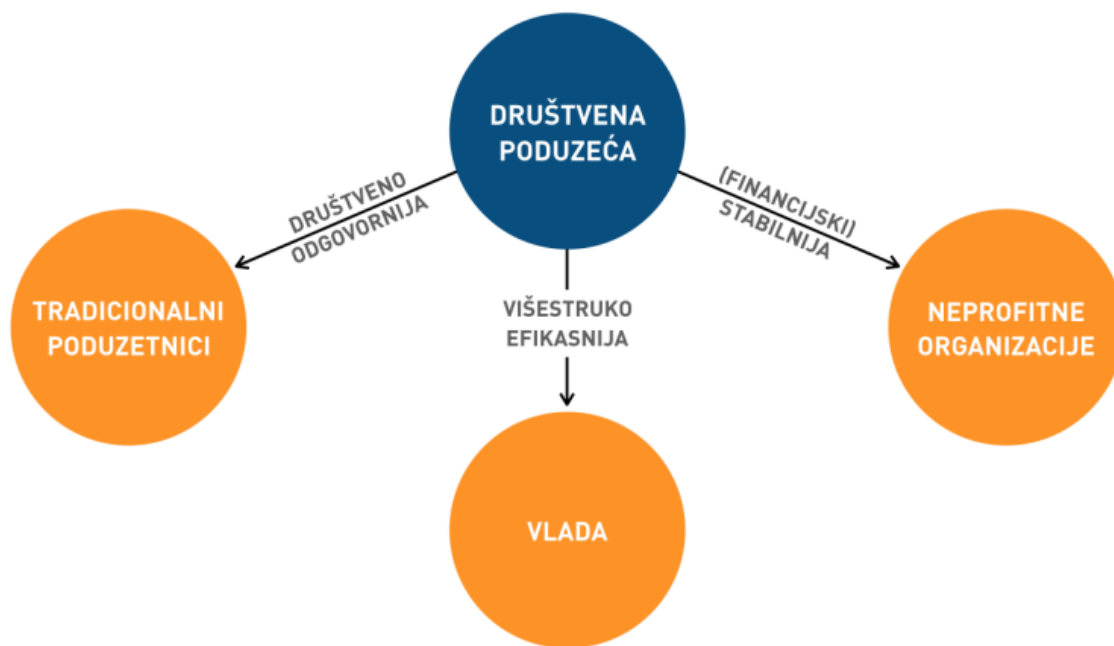 DRUŠTVENA
PODUZEĆA
DRUŠTVENO
ODGOVORNIJA
(FINANCIJSKI)
STABILNIJA
VIŠESTRUKO
EFIKASNIJA
TRADICIONALNI
PODUZETNICI
NEPROFITNE
ORGANIZACIJE
VLADA